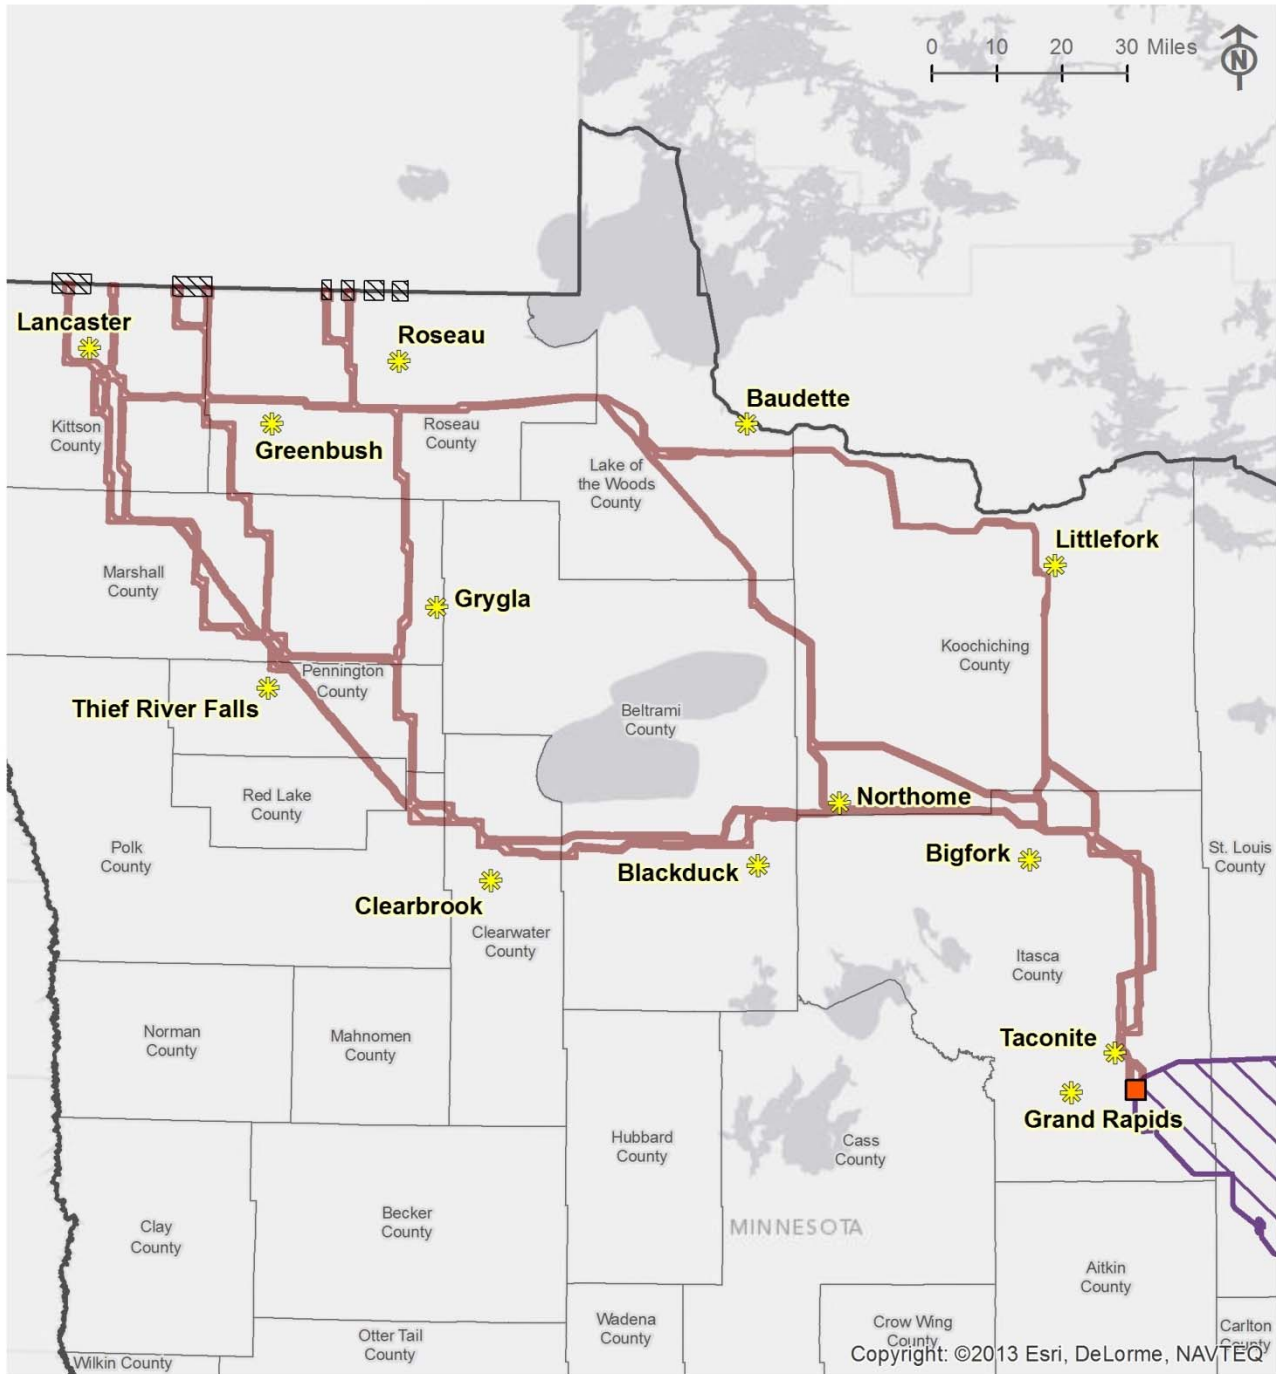 0 10 20 30 Miles
N
Lancaster
Roseau
Baudette
Kittson
County
Greenbush
Roseau
County
Lake of
the Woods
County
Littlefork
Marshall
County
Grygla
Koochiching
County
Pennington
County
Thief River Falls
Beltrami
County
Red Lake
County
Northome
Polk
County
Bigfork
St. Louis
County
Blackduck
Clearbrook
Clearwater
County
Itasca
County
Norman
County
Mahnomen
County
Taconite
Grand Rapids
Hubbard
County
Cass
County
Clay
County
Becker
County
MINNESOTA
Aitkin
County
Wadena
County
Crow Wing
County
Carlton
County
Otter Tail
County
Wilkin County
Copyright: ©2013 Esri, DeLorme, NAVTEQ